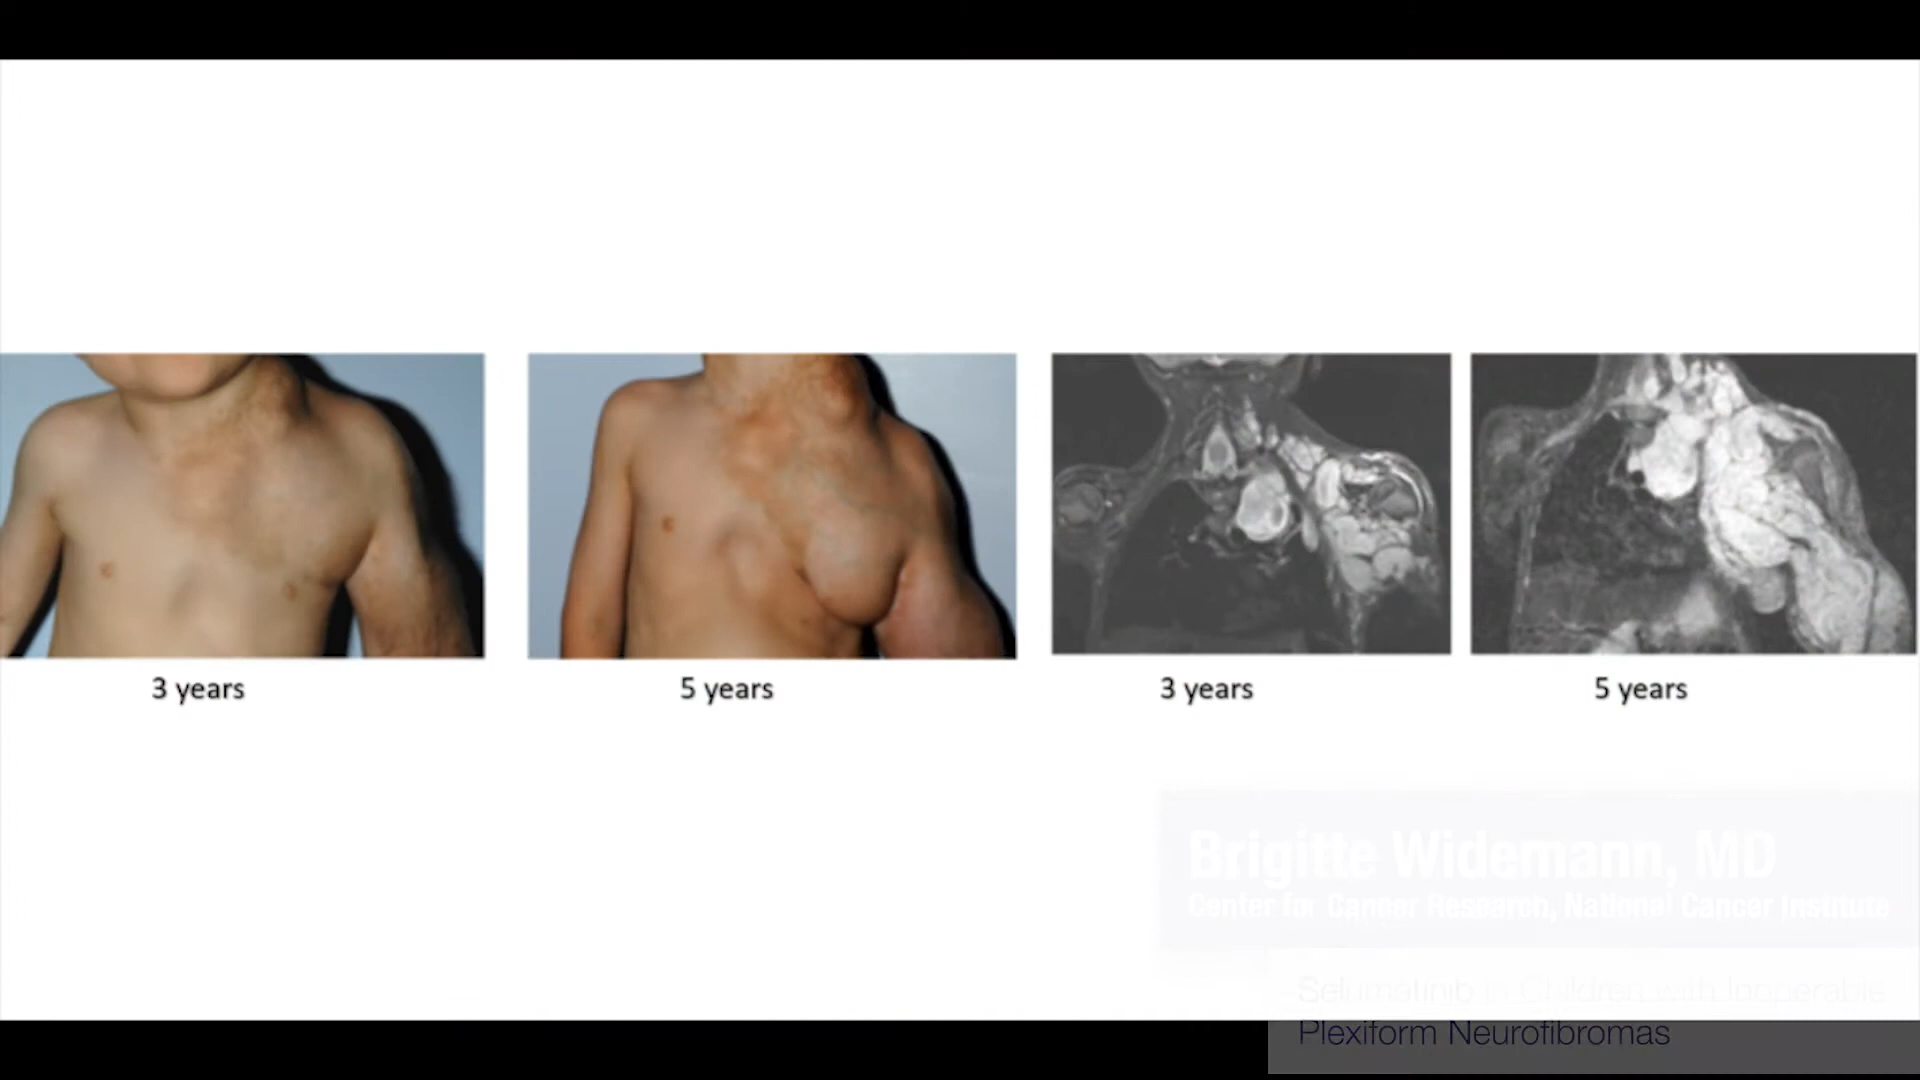 3 years
5 years
3 years
5 years
Brigitte Widemann, MD
Center for Cancer Research, National Cancer Institute
Selumetinib in Children with Inoperable
Plexiform Neurofibromas